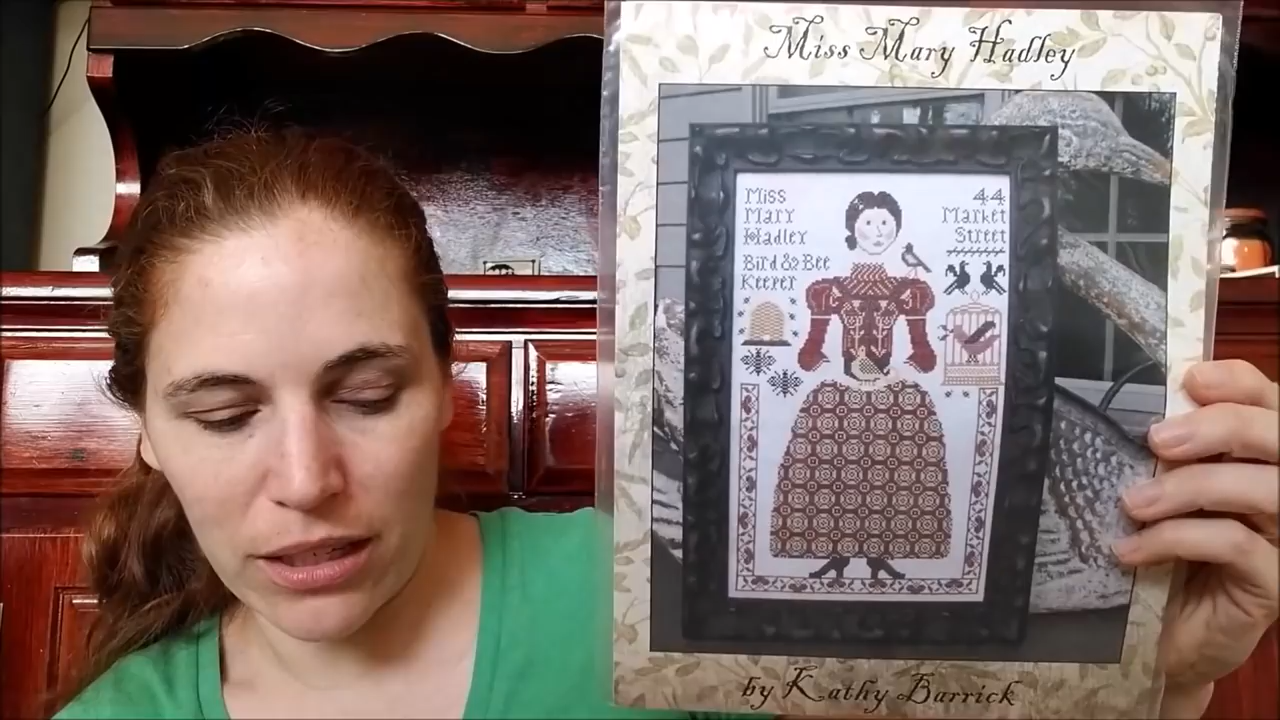 Miss Mary Hadley
Miss
Mary
Hadley
Bird & Bee
Keeper
44
Market
Street
by Kathy Barrick